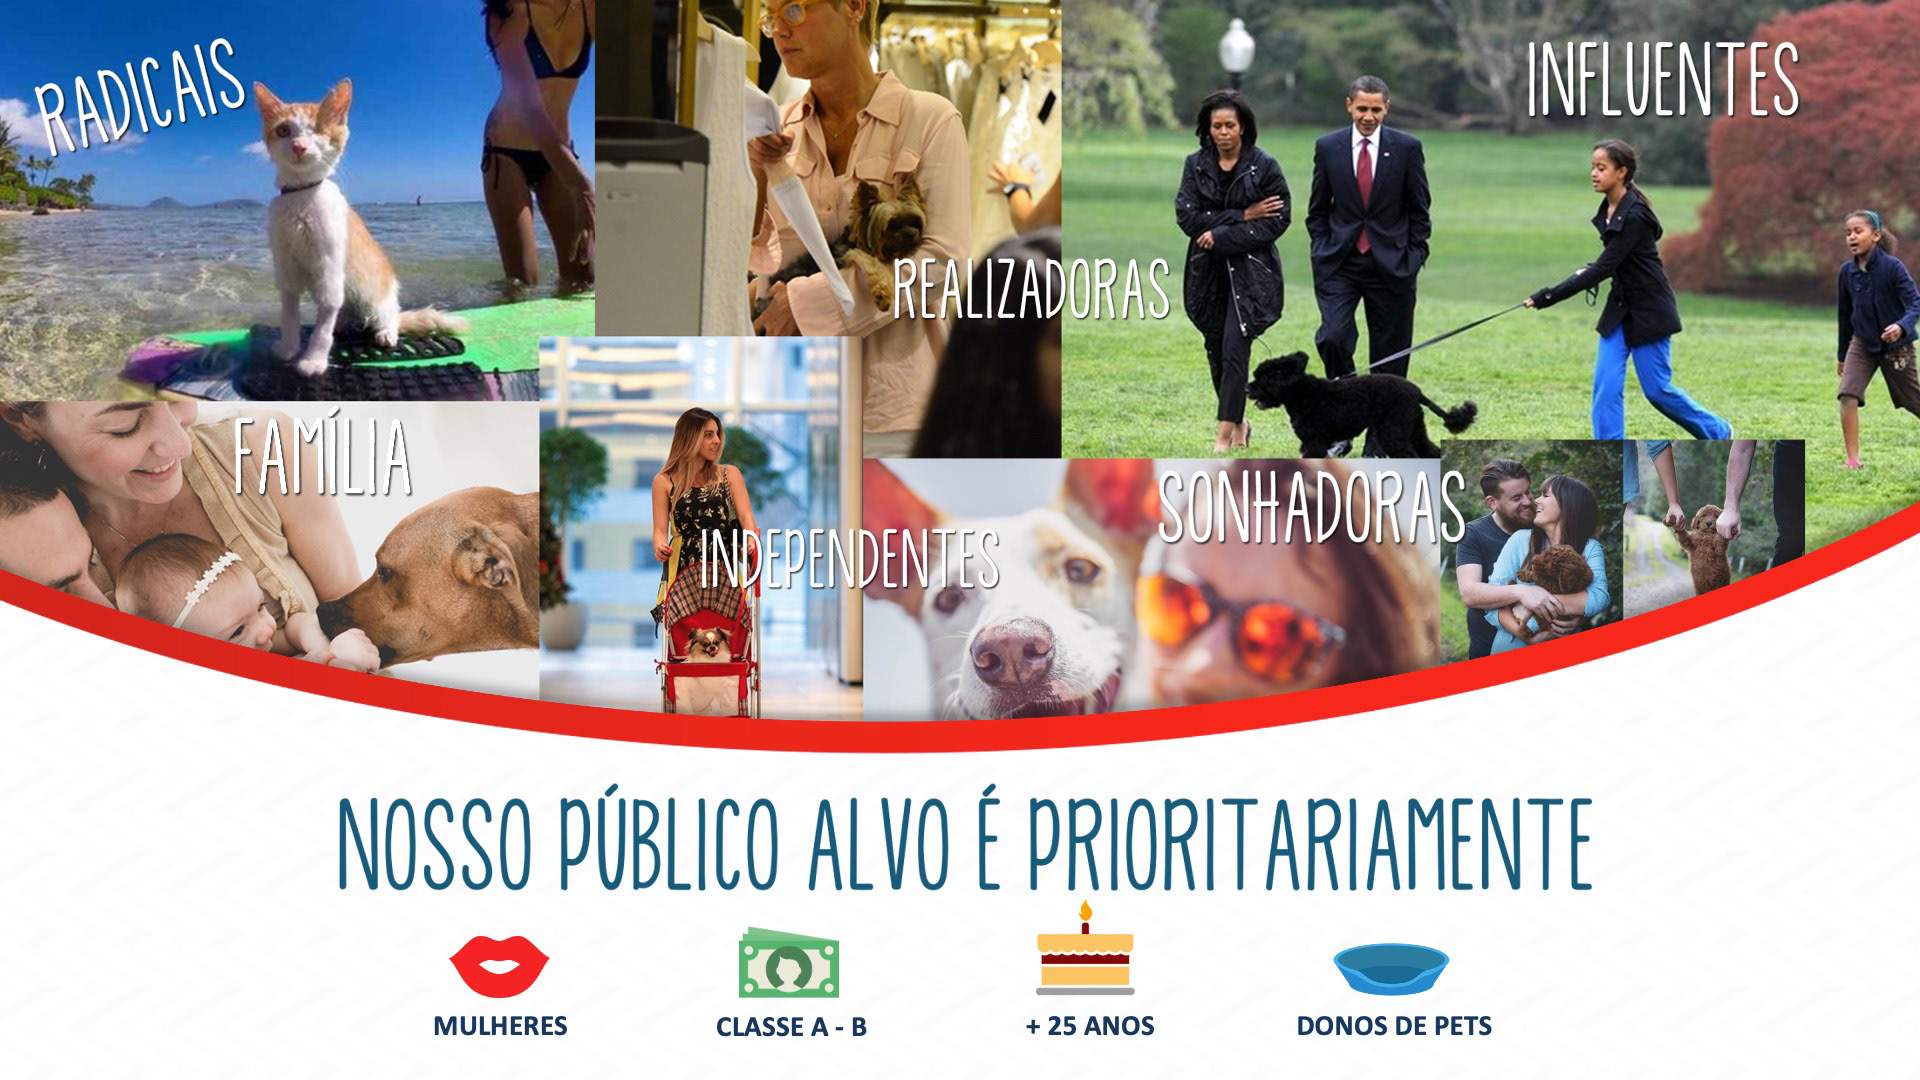 RADICAIS
INFLUENTES
REALIZADORAS
FAMÍLIA
SONHADORAS
INDEPENDENTES
NOSSO PÚBLICO ALVO É PRIORITARIAMENTE
MULHERES
CLASSE A - B
+ 25 ANOS
DONOS DE PETS